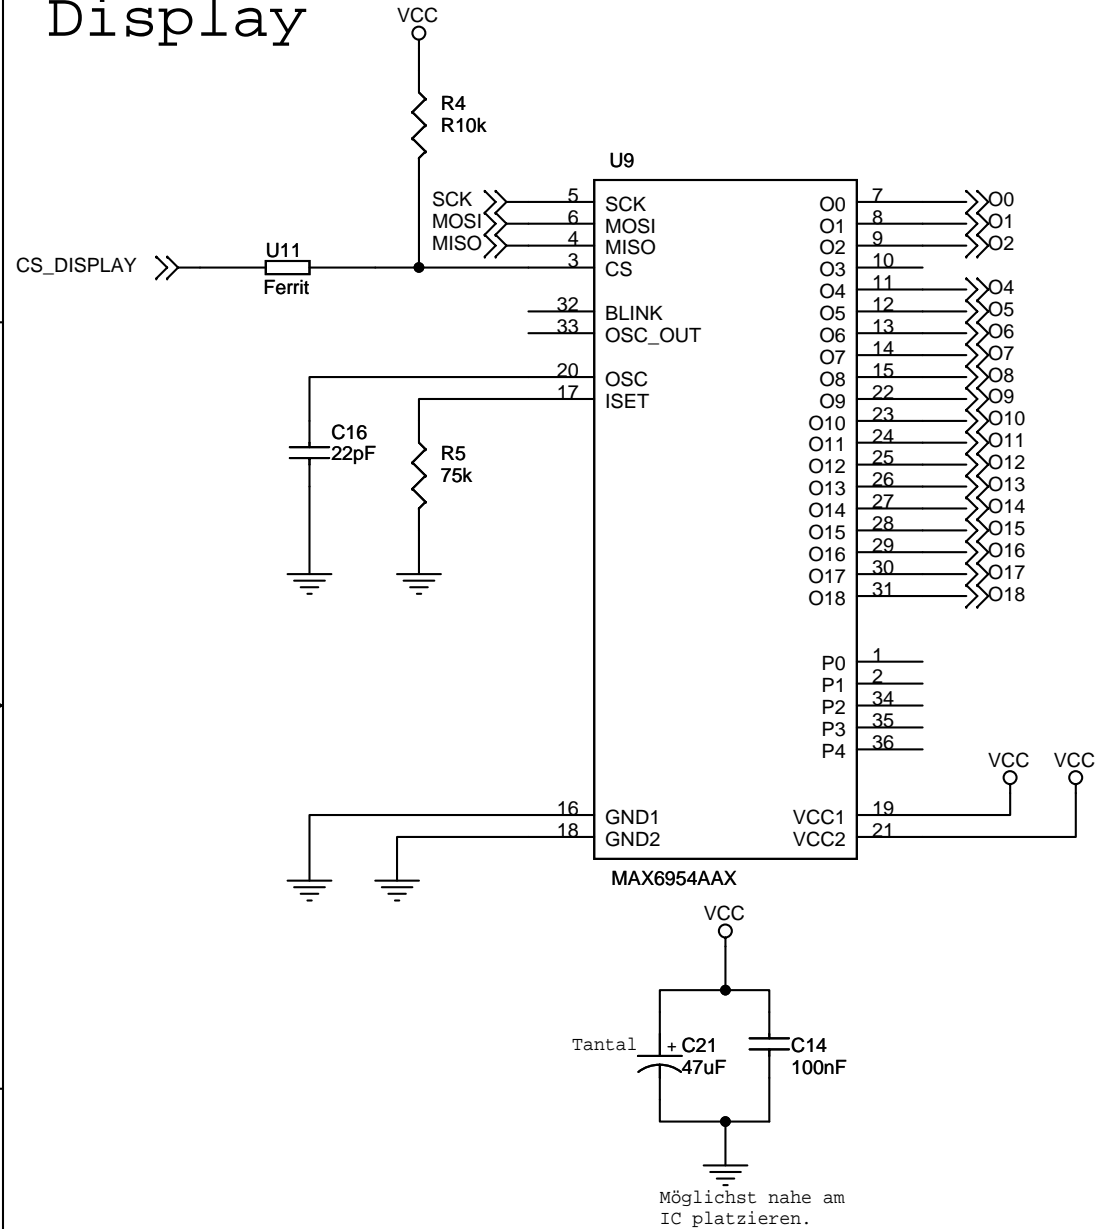 Display
VCC
R4
R10k
U9
SCK 5 SCK O0 7 O0
MOSI 6 MOSI O1 8 O1
MISO 4 MISO O2 9 O2
CS_DISPLAY U11 3 CS O3 10
Ferrit
O4 11 O4
32 BLINK O5 12 O5
33 OSC_OUT O6 13 O6
O7 14 O7
20 OSC O8 15 O8
17 ISET O9 22 O9
O10 23 O10
C16 R5 O11 24 O11
22pF 75k O12 25 O12
O13 26 O13
O14 27 O14
O15 28 O15
O16 29 O16
O17 30 O17
O18 31 O18
P0 1
P1 2
P2 34
P3 35
P4 36
VCC VCC
16 GND1 VCC1 19
18 GND2 VCC2 21
MAX6954AAX
VCC
Tantal + C21 C14
47uF 100nF
Möglichst nahe am
IC platzieren.